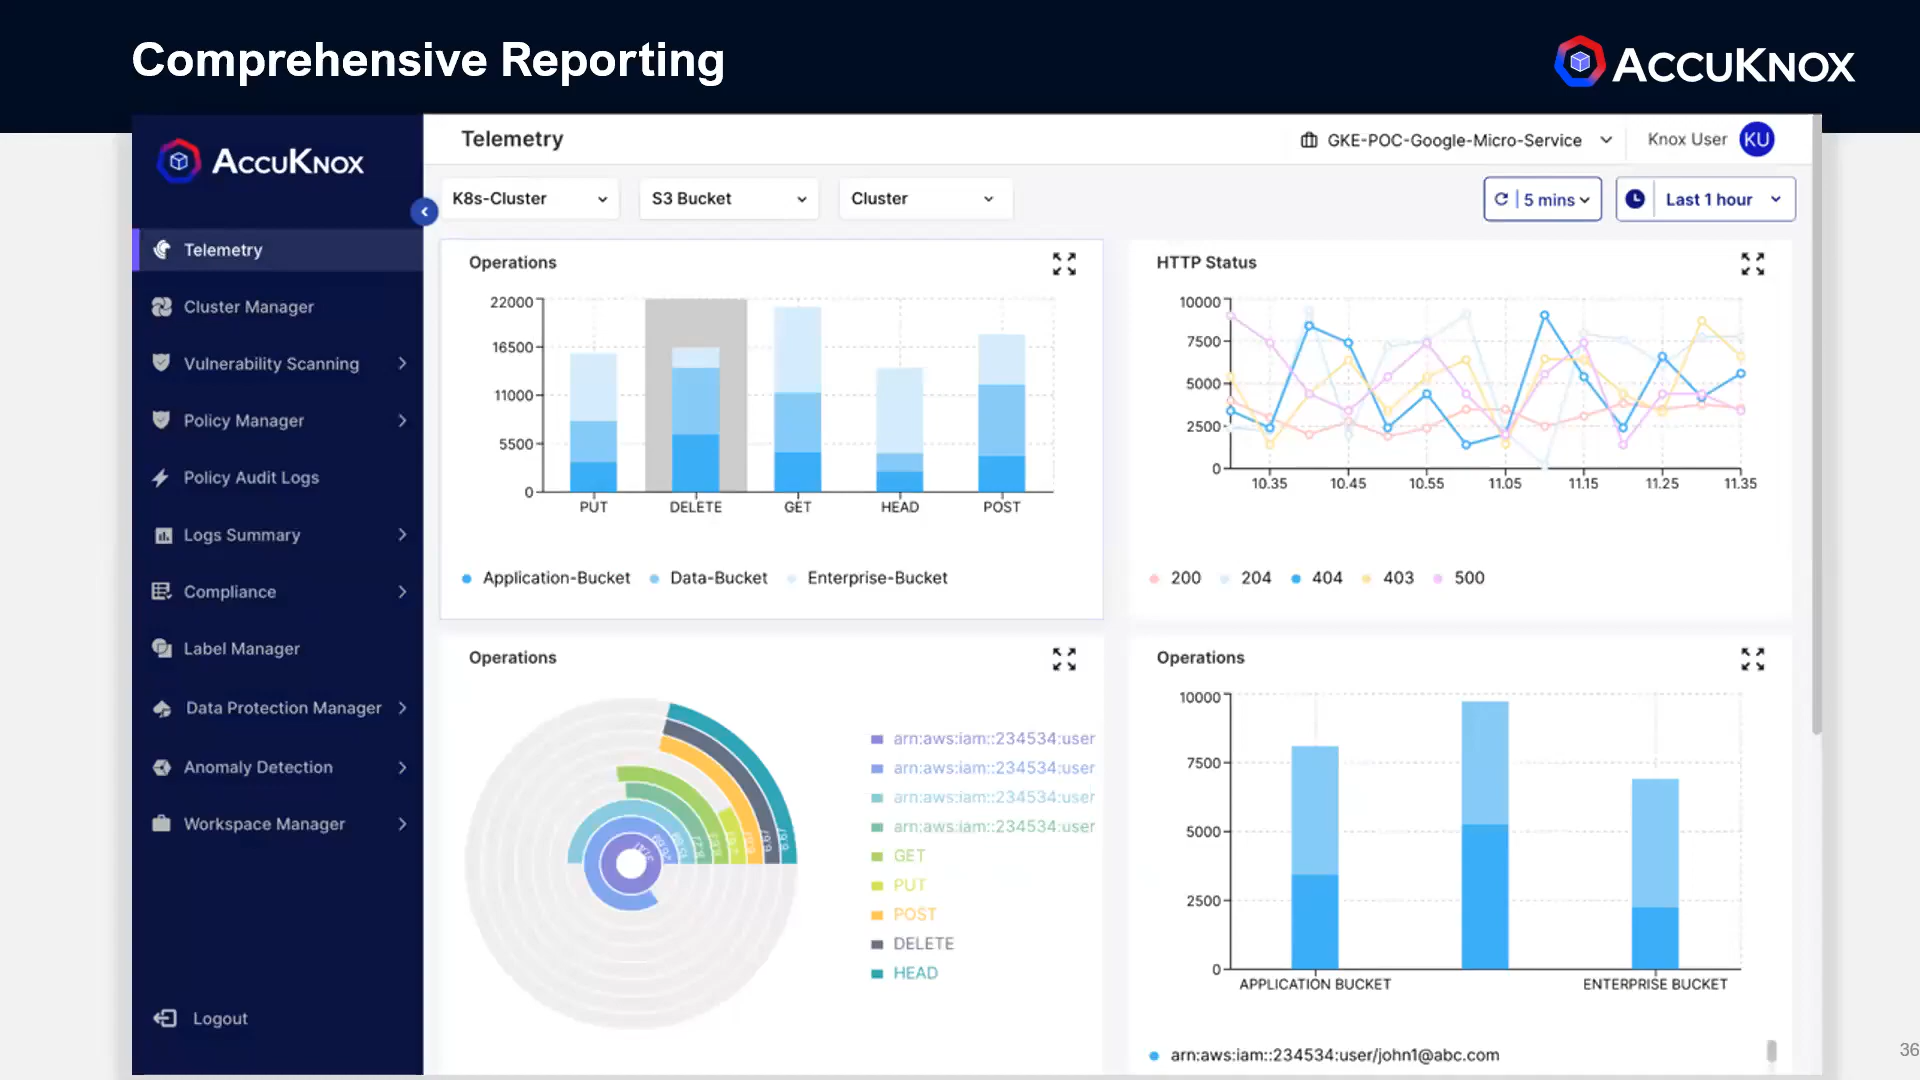 Comprehensive Reporting
ACCUKNOX
ACCUKNOX
Telemetry
Cluster Manager
Vulnerability Scanning
Policy Manager
Policy Audit Logs
Logs Summary
Compliance
Label Manager
Data Protection Manager
Anomaly Detection
Workspace Manager
Logout
Telemetry
GKE-POC-Google-Micro-Service
Knox User KU
K8s-Cluster
S3 Bucket
Cluster
5 mins
Last 1 hour
Operations
22000
16500
11000
5500
0
PUT DELETE GET HEAD POST
Application-Bucket Data-Bucket Enterprise-Bucket
HTTP Status
10000
7500
5000
2500
0
10.35 10.45 10.55 11.05 11.15 11.25 11.35
200 204 404 403 500
Operations
arn:aws:iam::234534:user
arn:aws:iam::234534:user
arn:aws:iam::234534:user
arn:aws:iam::234534:user
GET
PUT
POST
DELETE
HEAD
Operations
10000
7500
5000
2500
0
APPLICATION BUCKET ENTERPRISE BUCKET
arn:aws:iam::234534:user/john1@abc.com
36